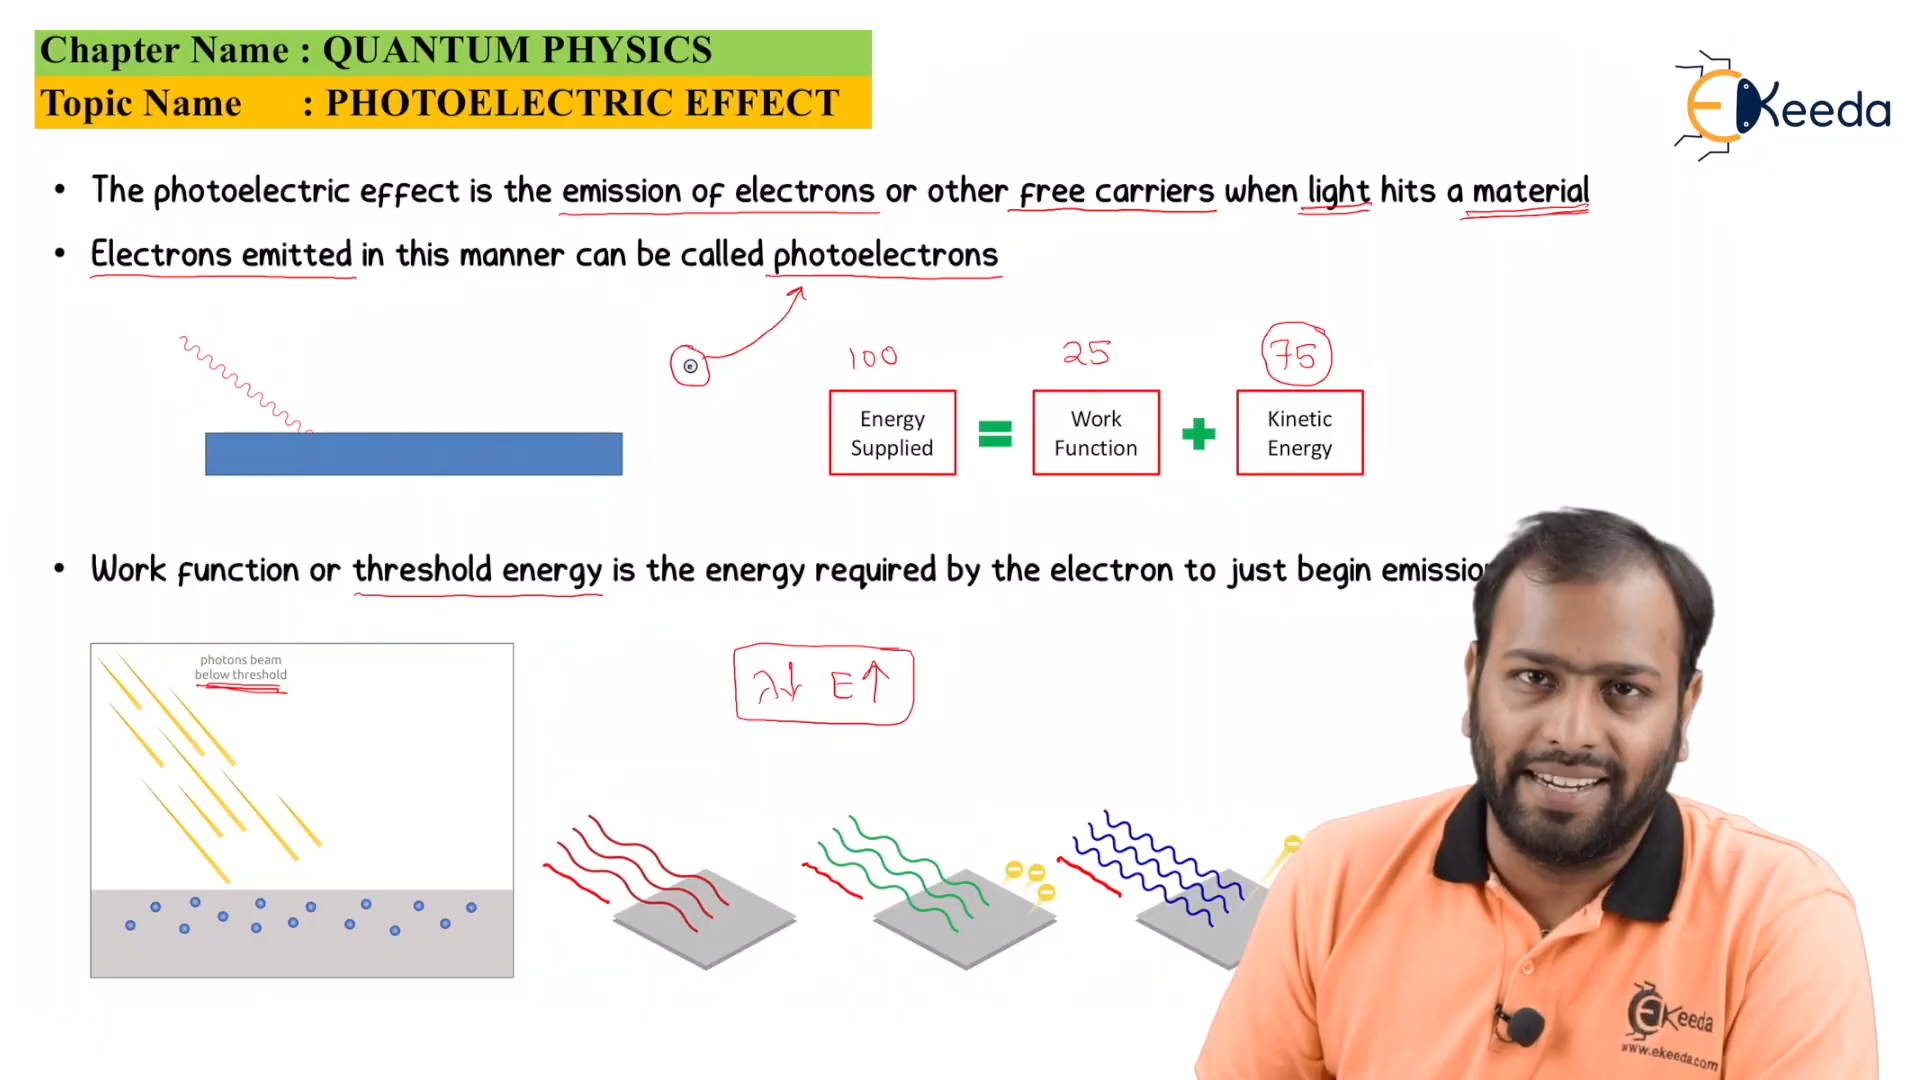 Chapter Name : QUANTUM PHYSICS
Topic Name : PHOTOELECTRIC EFFECT
EKeeda
• The photoelectric effect is the emission of electrons or other free carriers when light hits a material
• Electrons emitted in this manner can be called photoelectrons
e
100 25 75
Energy Supplied = Work Function + Kinetic Energy
• Work function or threshold energy is the energy required by the electron to just begin emission
photons beam
below threshold
λ↓ E↑
EKeeda
www.ekeeda.com